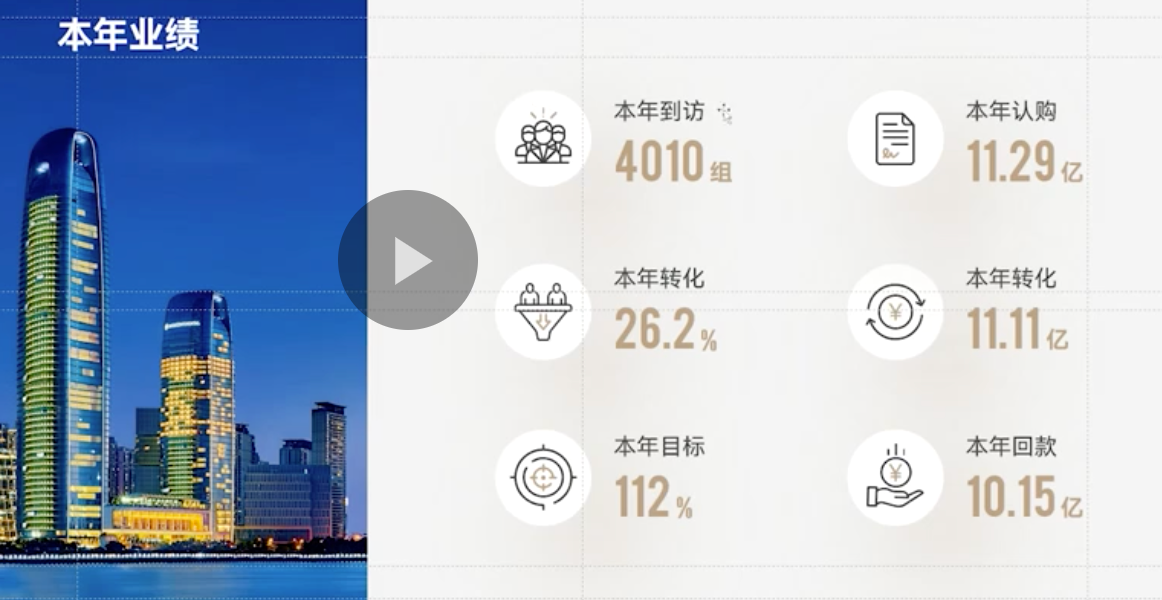 本年业绩
本年到访
4010组
本年认购
11.29亿
本年转化
26.2%
本年转化
11.11亿
本年目标
112%
本年回款
10.15亿